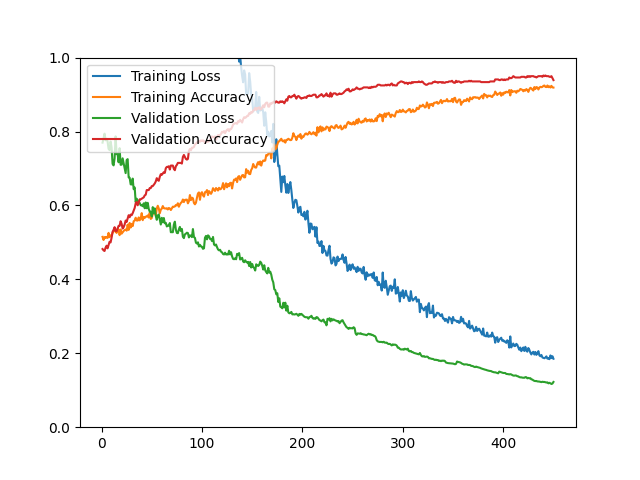 Training Loss
Training Accuracy
Validation Loss
Validation Accuracy
1.0
0.8
0.6
0.4
0.2
0.0
0 100 200 300 400